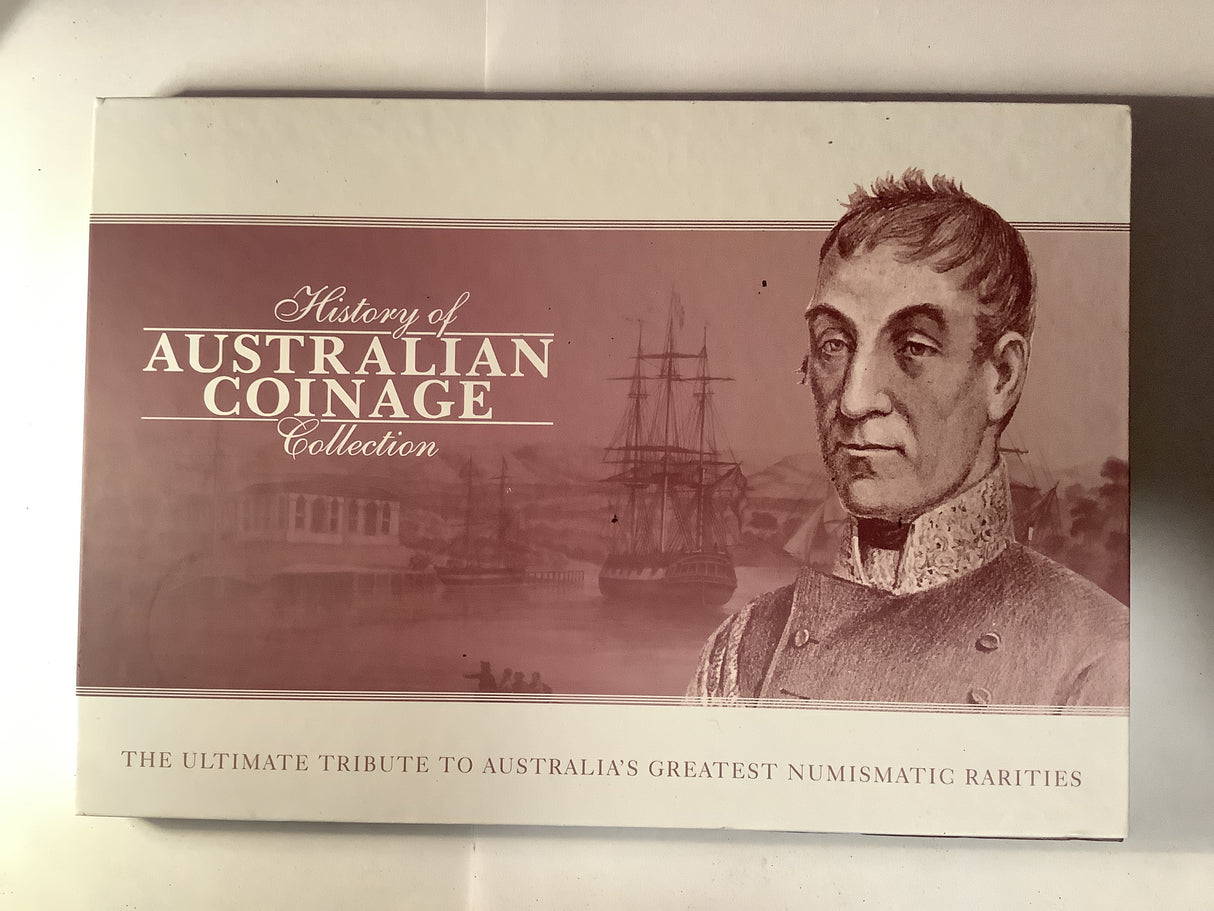 History of
AUSTRALIAN
COINAGE
Collection
THE ULTIMATE TRIBUTE TO AUSTRALIA'S GREATEST NUMISMATIC RARITIES